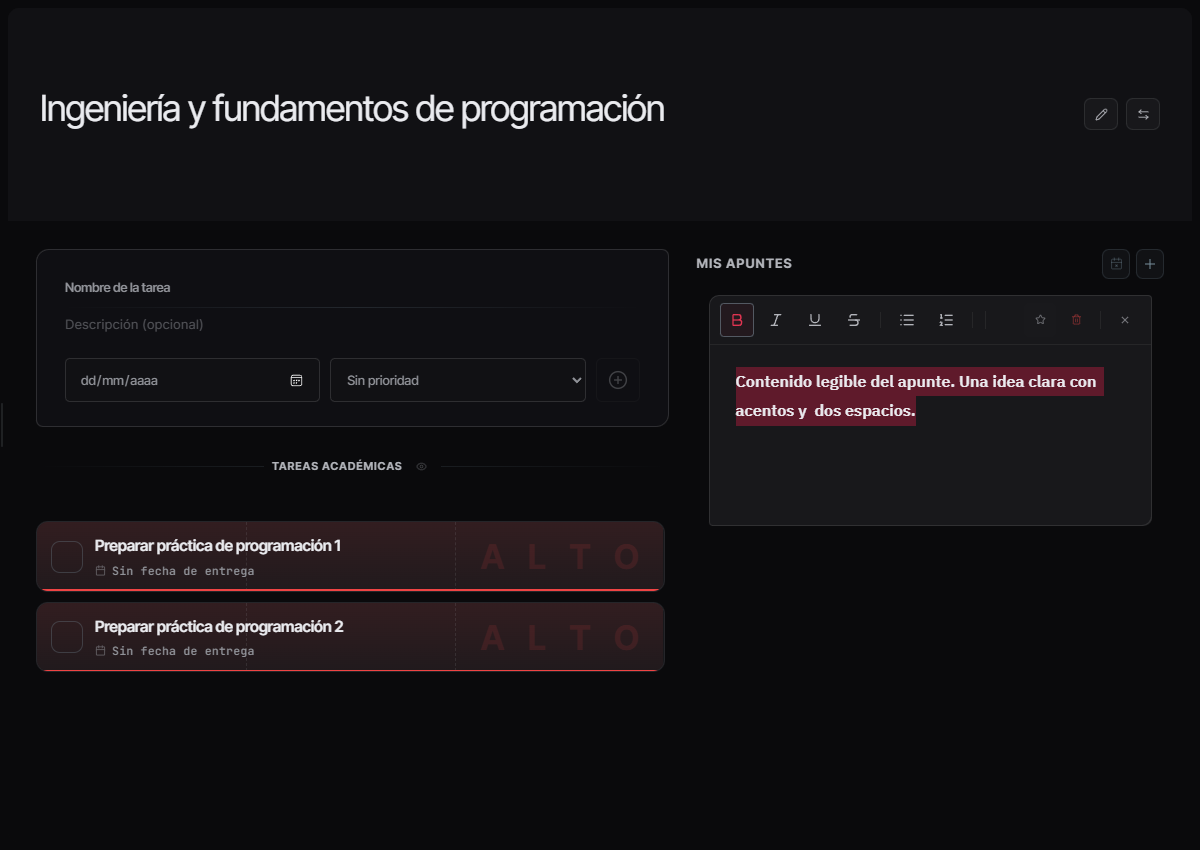 Ingeniería y fundamentos de programación
Nombre de la tarea
Descripción (opcional)
dd/mm/aaaa
Sin prioridad
TAREAS ACADÉMICAS
Preparar práctica de programación 1
Sin fecha de entrega
ALTO
Preparar práctica de programación 2
Sin fecha de entrega
ALTO
MIS APUNTES
B I U S
Contenido legible del apunte. Una idea clara con
acentos y  dos espacios.